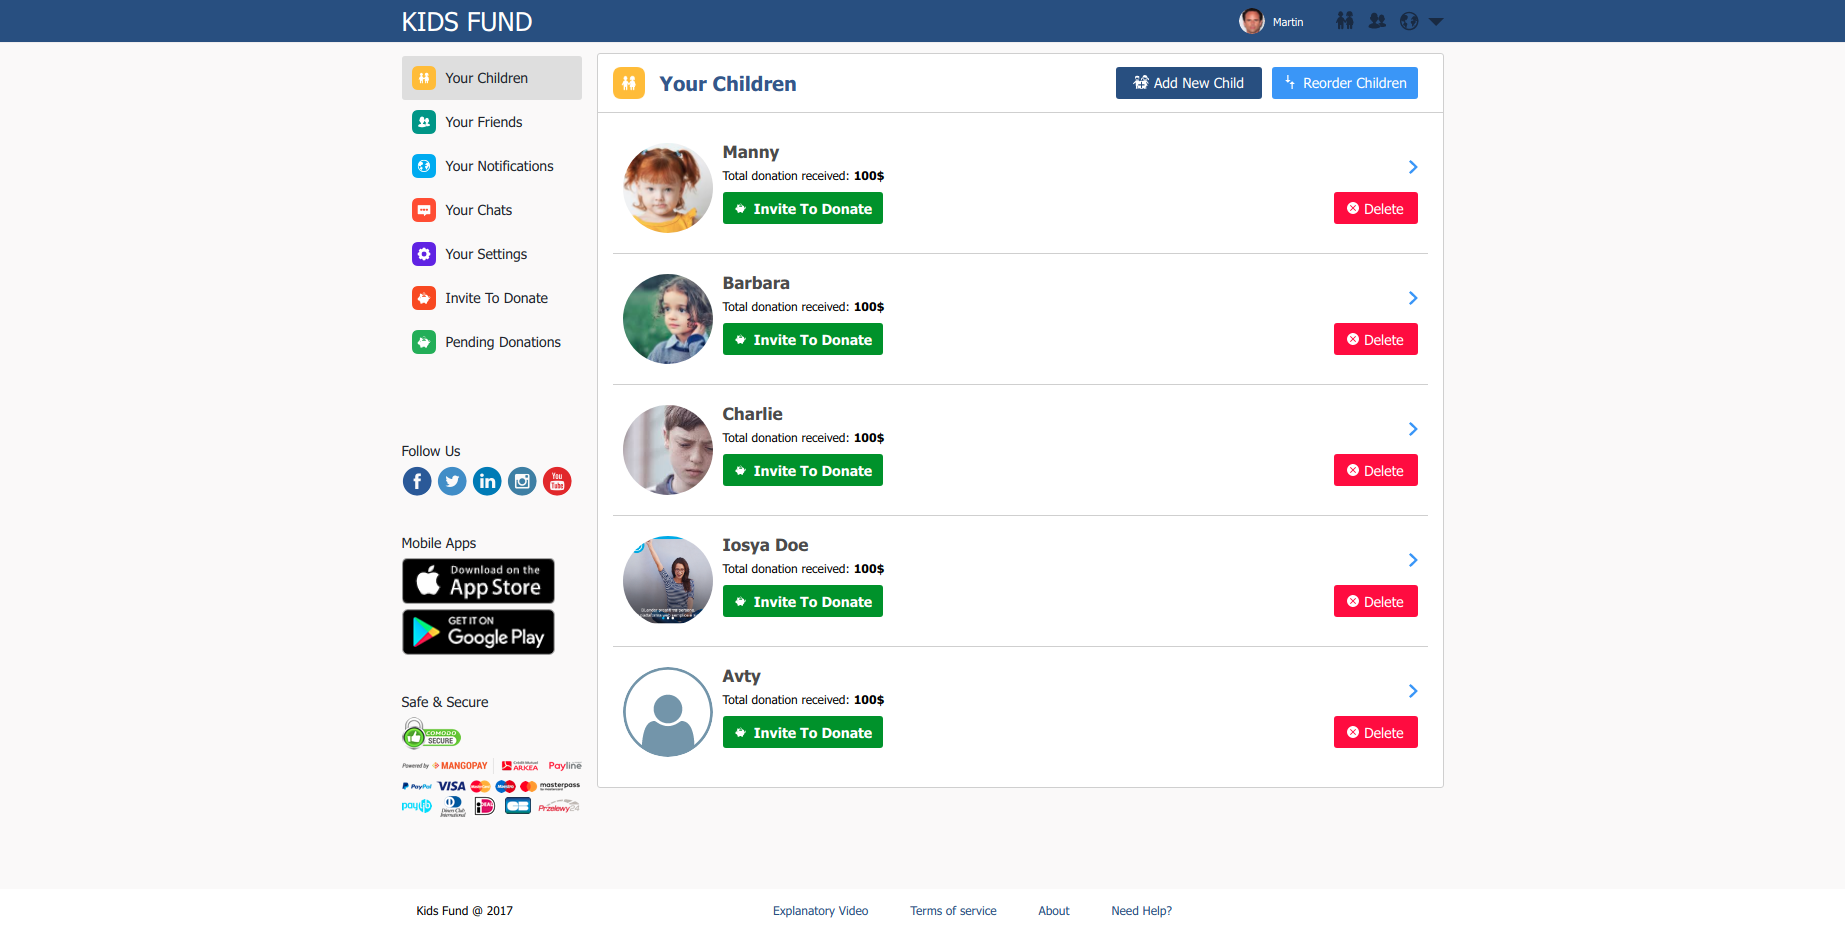 KIDS FUND
Martin
Your Children
Your Friends
Your Notifications
Your Chats
Your Settings
Invite To Donate
Pending Donations
Follow Us
You
Tube
Mobile Apps
Download on the
App Store
GET IT ON
Google Play
Safe & Secure
COMODO
SECURE
Powered by MANGOPAY
Crédit Mutuel
ARKEA
Payline
PayPal VISA MasterCard Maestro masterpass
paylib Diners Club International iDEAL CB Przelewy24
Your Children
Add New Child
Reorder Children
Manny
Total donation received: 100$
Invite To Donate
Delete
Barbara
Total donation received: 100$
Invite To Donate
Delete
Charlie
Total donation received: 100$
Invite To Donate
Delete
Iosya Doe
Total donation received: 100$
Invite To Donate
Delete
Avty
Total donation received: 100$
Invite To Donate
Delete
Kids Fund @ 2017
Explanatory Video
Terms of service
About
Need Help?